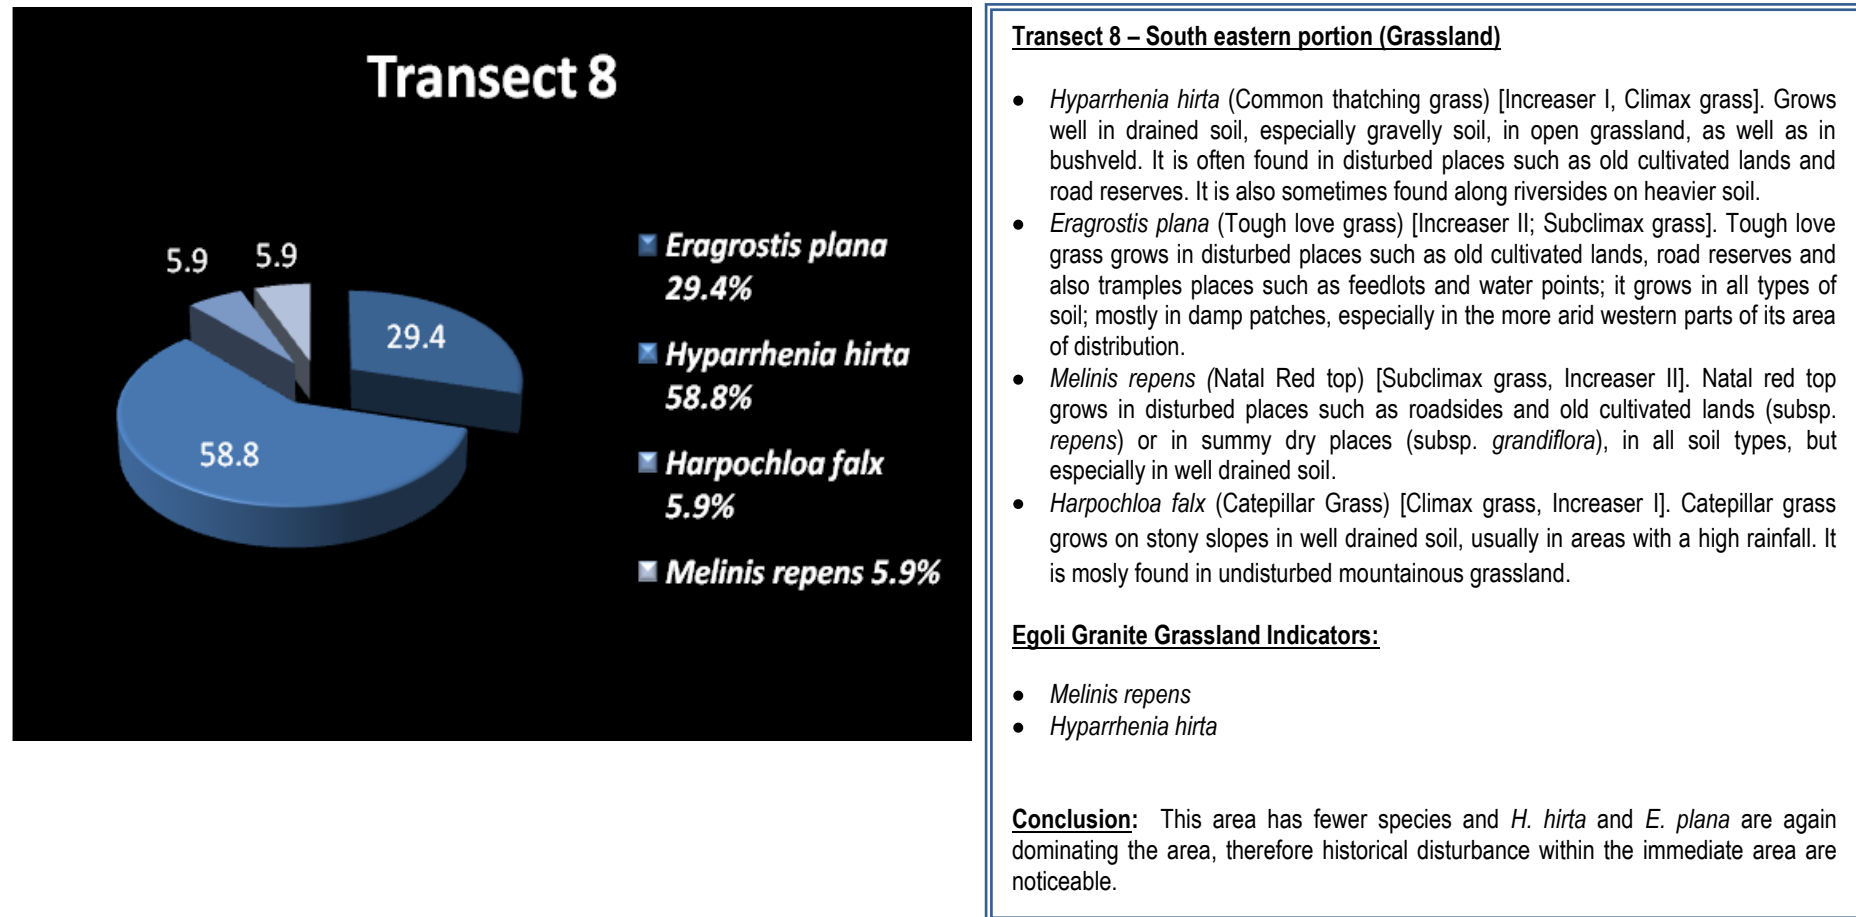 Transect 8
5.9
5.9
29.4
58.8
Eragrostis plana
29.4%
Hyparrhenia hirta
58.8%
Harpochloa falx
5.9%
Melinis repens 5.9%
Transect 8 – South eastern portion (Grassland)
● Hyparrhenia hirta (Common thatching grass) [Increaser I, Climax grass]. Grows
well in drained soil, especially gravelly soil, in open grassland, as well as in
bushveld. It is often found in disturbed places such as old cultivated lands and
road reserves. It is also sometimes found along riversides on heavier soil.
● Eragrostis plana (Tough love grass) [Increaser II; Subclimax grass]. Tough love
grass grows in disturbed places such as old cultivated lands, road reserves and
also tramples places such as feedlots and water points; it grows in all types of
soil; mostly in damp patches, especially in the more arid western parts of its area
of distribution.
● Melinis repens (Natal Red top) [Subclimax grass, Increaser II]. Natal red top
grows in disturbed places such as roadsides and old cultivated lands (subsp.
repens) or in summy dry places (subsp. grandiflora), in all soil types, but
especially in well drained soil.
● Harpochloa falx (Catepillar Grass) [Climax grass, Increaser I]. Catepillar grass
grows on stony slopes in well drained soil, usually in areas with a high rainfall. It
is mosly found in undisturbed mountainous grassland.
Egoli Granite Grassland Indicators:
● Melinis repens
● Hyparrhenia hirta
Conclusion: This area has fewer species and H. hirta and E. plana are again
dominating the area, therefore historical disturbance within the immediate area are
noticeable.